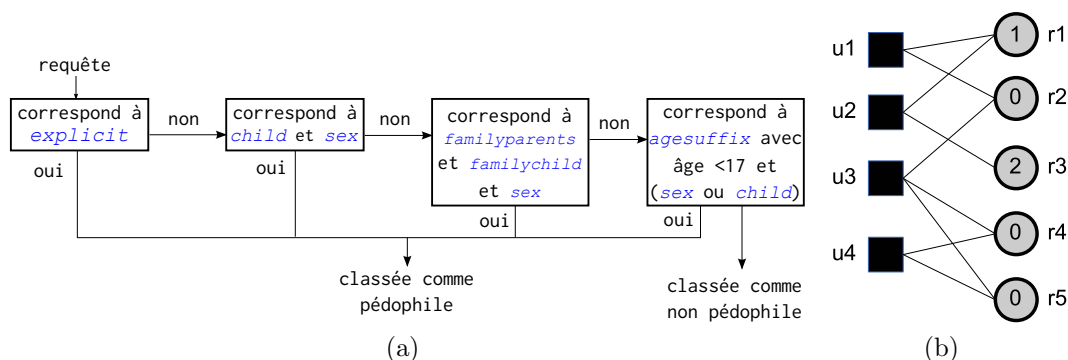 requête
correspond à
explicit
non
oui
correspond à
child et sex
non
oui
correspond à
familyparents
et familychild
et sex
non
oui
correspond à
agesuffix avec
âge <17 et
(sex ou child)
oui
classée comme
pédophile
classée comme
non pédophile
(a)
u1
u2
u3
u4
1
r1
0
r2
2
r3
0
r4
0
r5
(b)